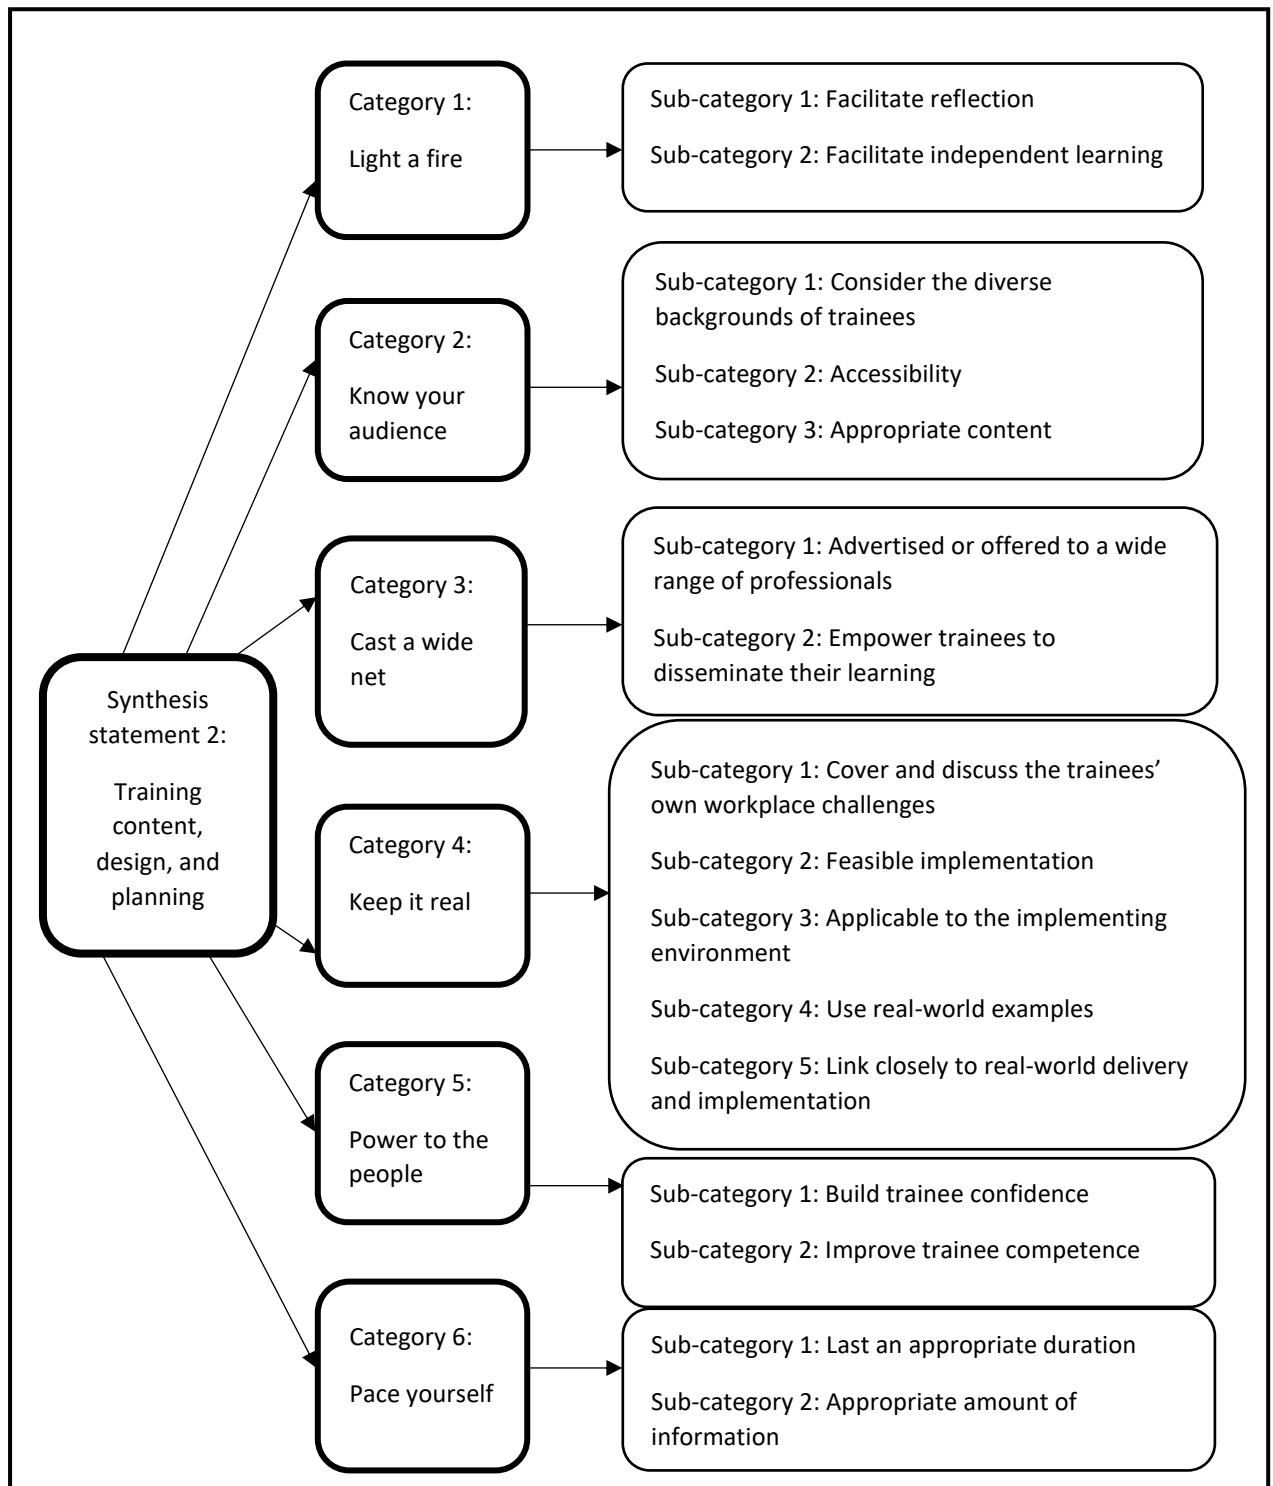 Category 1:
Light a fire
Sub-category 1: Facilitate reflection
Sub-category 2: Facilitate independent learning
Category 2:
Know your
audience
Sub-category 1: Consider the diverse
backgrounds of trainees
Sub-category 2: Accessibility
Sub-category 3: Appropriate content
Category 3:
Cast a wide
net
Sub-category 1: Advertised or offered to a wide
range of professionals
Sub-category 2: Empower trainees to
disseminate their learning
Synthesis
statement 2:
Training
content,
design, and
planning
Category 4:
Keep it real
Sub-category 1: Cover and discuss the trainees’
own workplace challenges
Sub-category 2: Feasible implementation
Sub-category 3: Applicable to the implementing
environment
Sub-category 4: Use real-world examples
Sub-category 5: Link closely to real-world delivery
and implementation
Category 5:
Power to the
people
Sub-category 1: Build trainee confidence
Sub-category 2: Improve trainee competence
Category 6:
Pace yourself
Sub-category 1: Last an appropriate duration
Sub-category 2: Appropriate amount of
information